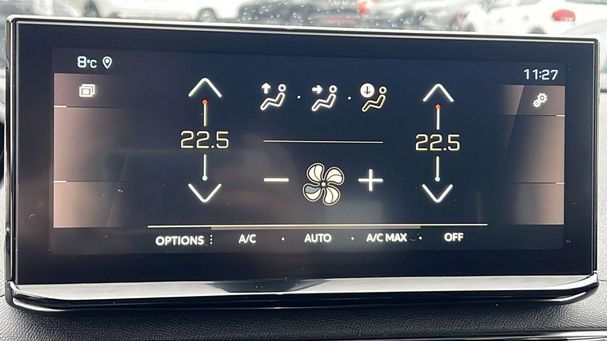 8°C 11:27
22.5 22.5
OPTIONS A/C AUTO A/C MAX OFF